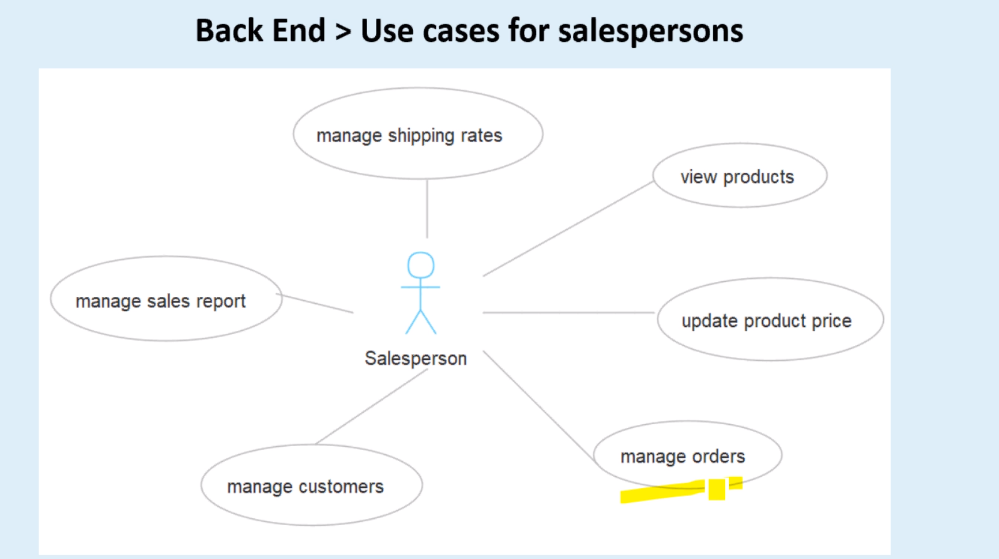 Back End > Use cases for salespersons
manage shipping rates
view products
manage sales report
update product price
Salesperson
manage orders
manage customers